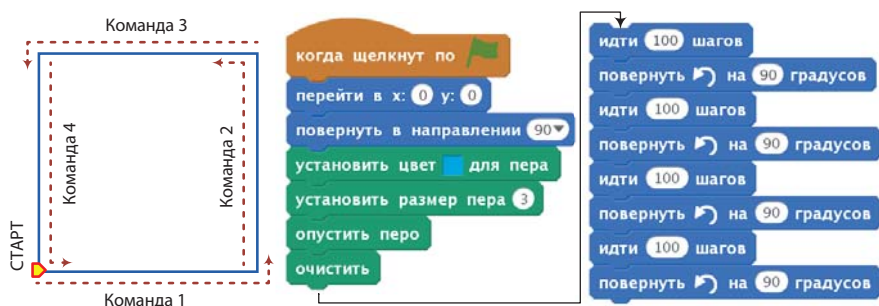 Команда 3
Команда 4
Команда 2
СТАРТ
Команда 1
когда щелкнут по
перейти в x: 0 y: 0
повернуть в направлении 90
установить цвет для пера
установить размер пера 3
опустить перо
очистить
идти 100 шагов
повернуть на 90 градусов
идти 100 шагов
повернуть на 90 градусов
идти 100 шагов
повернуть на 90 градусов
идти 100 шагов
повернуть на 90 градусов